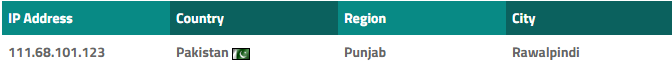 IP Address Country Region City
111.68.101.123 Pakistan Punjab Rawalpindi